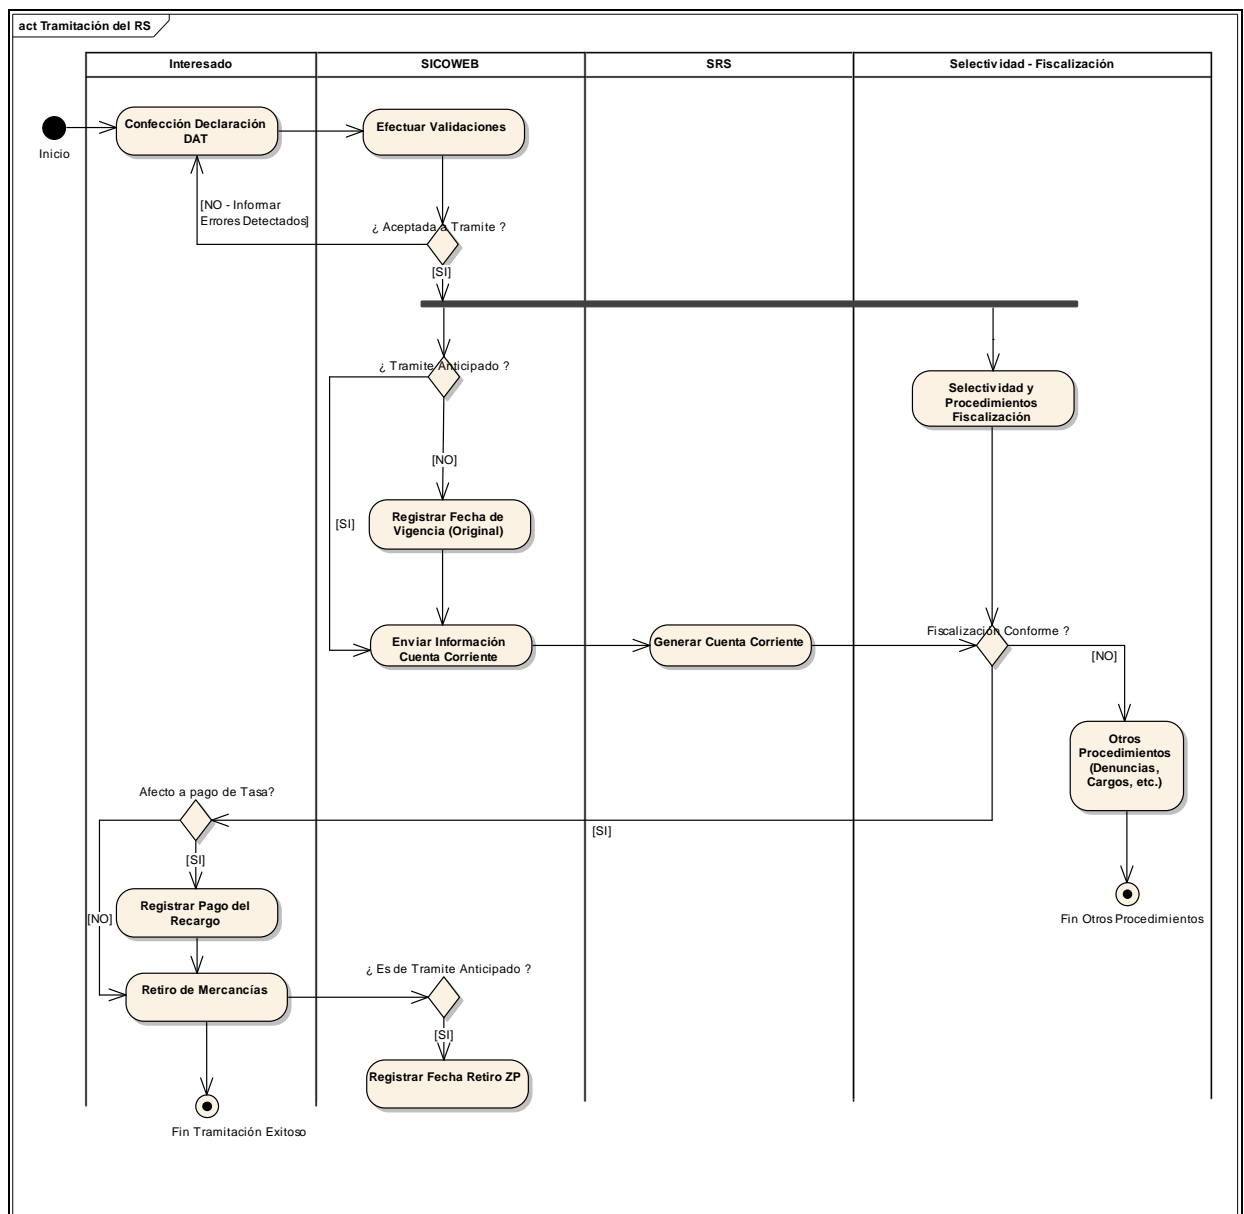 act Tramitación del RS
Interesado
SICOWEB
SRS
Selectividad - Fiscalización
Confección Declaración
DAT
Efectuar Validaciones
Inicio
[NO - Informar
Errores Detectados]
¿ Aceptada a Tramite ?
[SI]
¿ Tramite Anticipado ?
Selectividad y
Procedimientos
Fiscalización
[NO]
[SI]
Registrar Fecha de
Vigencia (Original)
Enviar Información
Cuenta Corriente
Generar Cuenta Corriente
Fiscalización Conforme ?
[NO]
Otros
Procedimientos
(Denuncias,
Cargos, etc.)
Afecto a pago de Tasa?
[SI]
[SI]
Registrar Pago del
Recargo
[NO]
Fin Otros Procedimientos
¿ Es de Tramite Anticipado ?
Retiro de Mercancías
[SI]
Registrar Fecha Retiro ZP
Fin Tramitación Exitoso